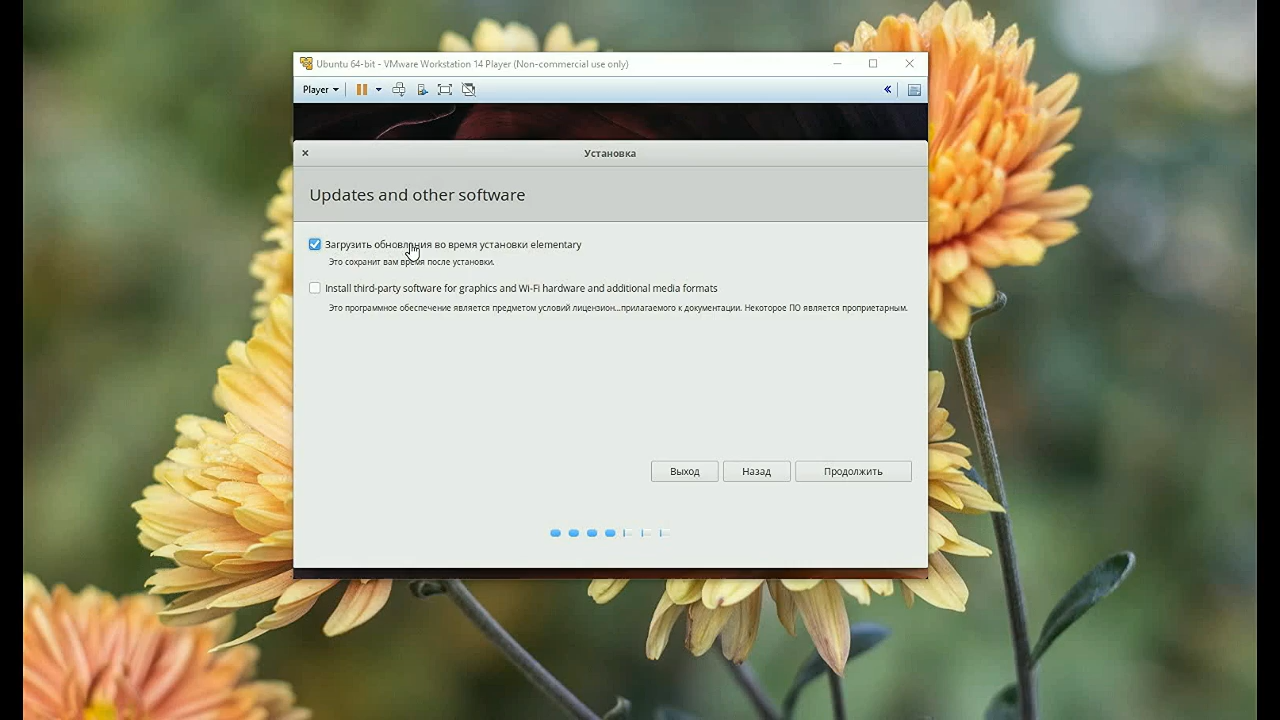 Ubuntu 64-bit - VMware Workstation 14 Player (Non-commercial use only)
Player
Установка
Updates and other software
Загрузить обновления во время установки elementary
Это сохранит вам время после установки.
Install third-party software for graphics and Wi-Fi hardware and additional media formats
Это программное обеспечение является предметом условий лицензион...прилагаемого к документации. Некоторое ПО является проприетарным.
Выход Назад Продолжить